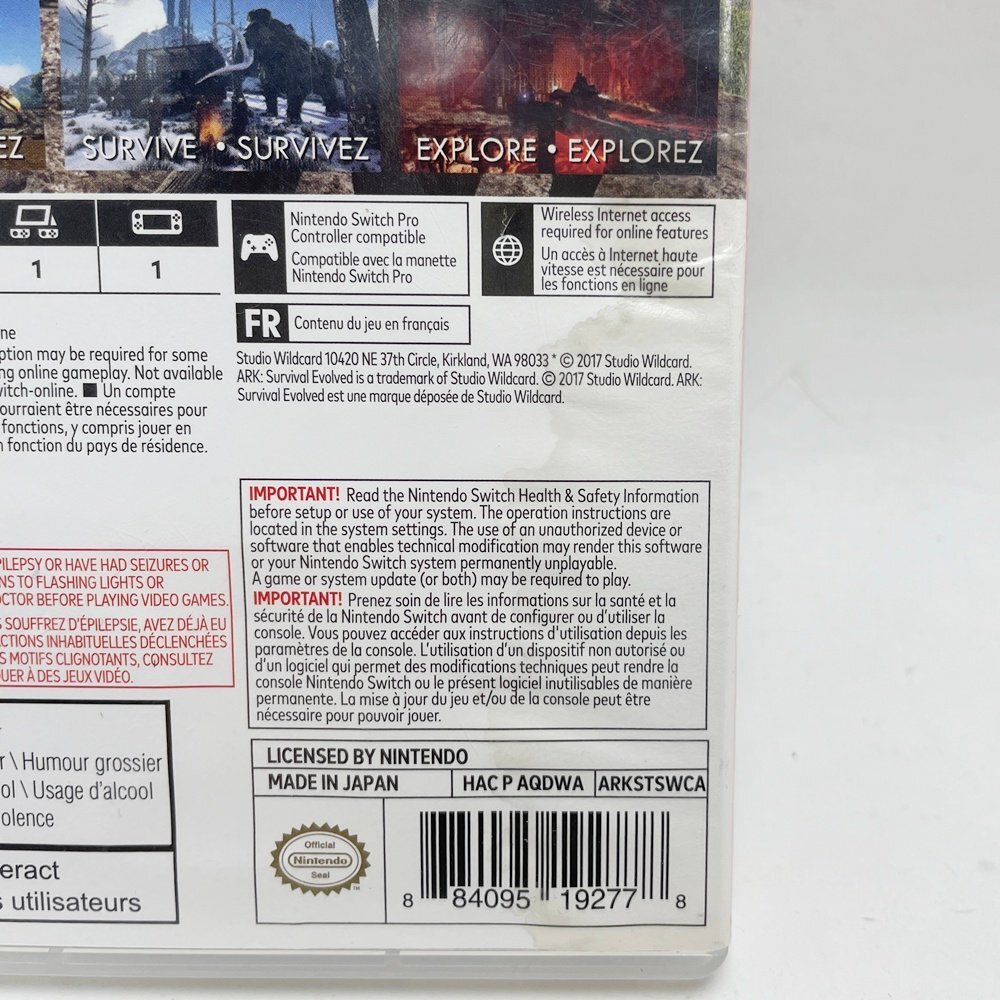 EZ
SURVIVE • SURVIVEZ
EXPLORE • EXPLOREZ
1
1
Nintendo Switch Pro
Controller compatible
Compatible avec la manette
Nintendo Switch Pro
Wireless Internet access
required for online features
Un accès à Internet haute
vitesse est nécessaire pour
les fonctions en ligne
FR Contenu du jeu en français
ne
ption may be required for some
ng online gameplay. Not available
witch-online. ■ Un compte
ourraient être nécessaires pour
fonctions, y compris jouer en
n fonction du pays de résidence.
Studio Wildcard 10420 NE 37th Circle, Kirkland, WA 98033 * © 2017 Studio Wildcard.
ARK: Survival Evolved is a trademark of Studio Wildcard. © 2017 Studio Wildcard. ARK:
Survival Evolved est une marque déposée de Studio Wildcard.
IMPORTANT! Read the Nintendo Switch Health & Safety Information
before setup or use of your system. The operation instructions are
located in the system settings. The use of an unauthorized device or
software that enables technical modification may render this software
or your Nintendo Switch system permanently unplayable.
A game or system update (or both) may be required to play.
IMPORTANT! Prenez soin de lire les informations sur la santé et la
sécurité de la Nintendo Switch avant de configurer ou d'utiliser la
console. Vous pouvez accéder aux instructions d'utilisation depuis les
paramètres de la console. L'utilisation d'un dispositif non autorisé ou
d'un logiciel qui permet des modifications techniques peut rendre la
console Nintendo Switch ou le présent logiciel inutilisables de manière
permanente. La mise à jour du jeu et/ou de la console peut être
nécessaire pour pouvoir jouer.
PILEPSY OR HAVE HAD SEIZURES OR
NS TO FLASHING LIGHTS OR
OCTOR BEFORE PLAYING VIDEO GAMES.
S SOUFFREZ D'ÉPILEPSIE, AVEZ DÉJÀ EU
ACTIONS INHABITUELLES DÉCLENCHÉES
S MOTIFS CLIGNOTANTS, CONSULTEZ
UER À DES JEUX VIDÉO.
r \ Humour grossier
ol \ Usage d'alcool
olence
eract
s utilisateurs
LICENSED BY NINTENDO
MADE IN JAPAN HAC P AQDWA ARKSTSWCA
Official
Nintendo
Seal
TM
8 84095 19277 8